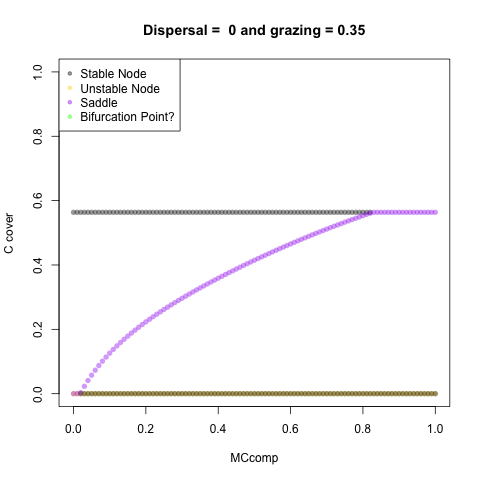 Dispersal =  0 and grazing = 0.35
Stable Node
Unstable Node
Saddle
Bifurcation Point?
C cover
1.0
0.8
0.6
0.4
0.2
0.0
0.0 0.2 0.4 0.6 0.8 1.0
MCcomp